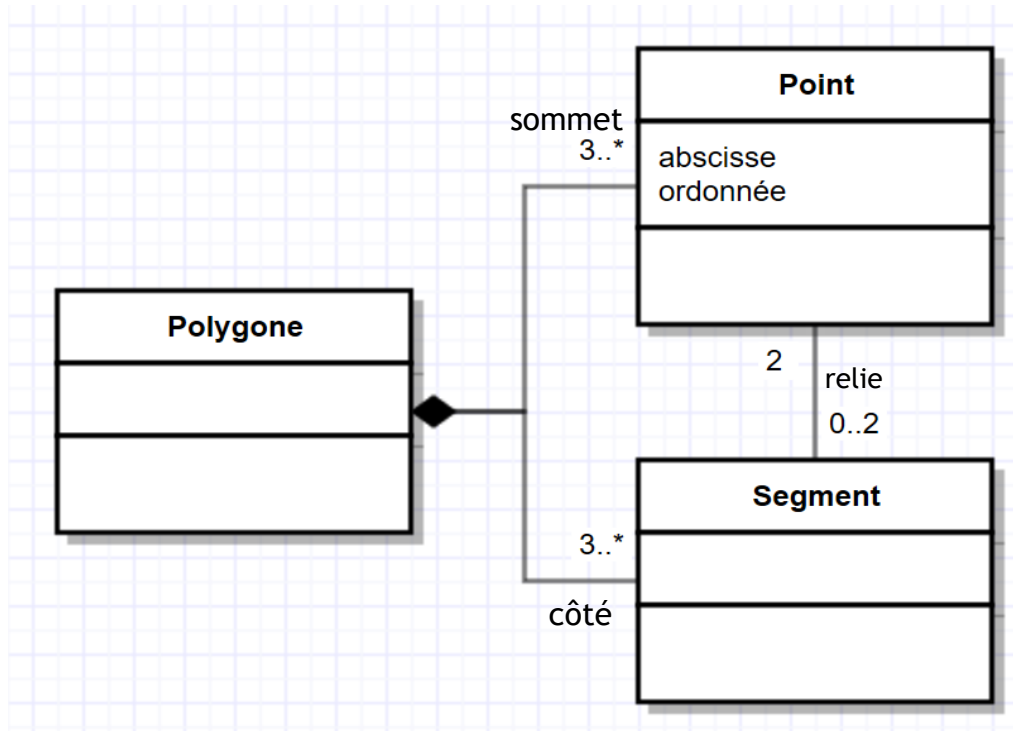 Point
sommet
3..*
abscisse
ordonnée
Polygone
2
relie
0..2
Segment
3..*
côté